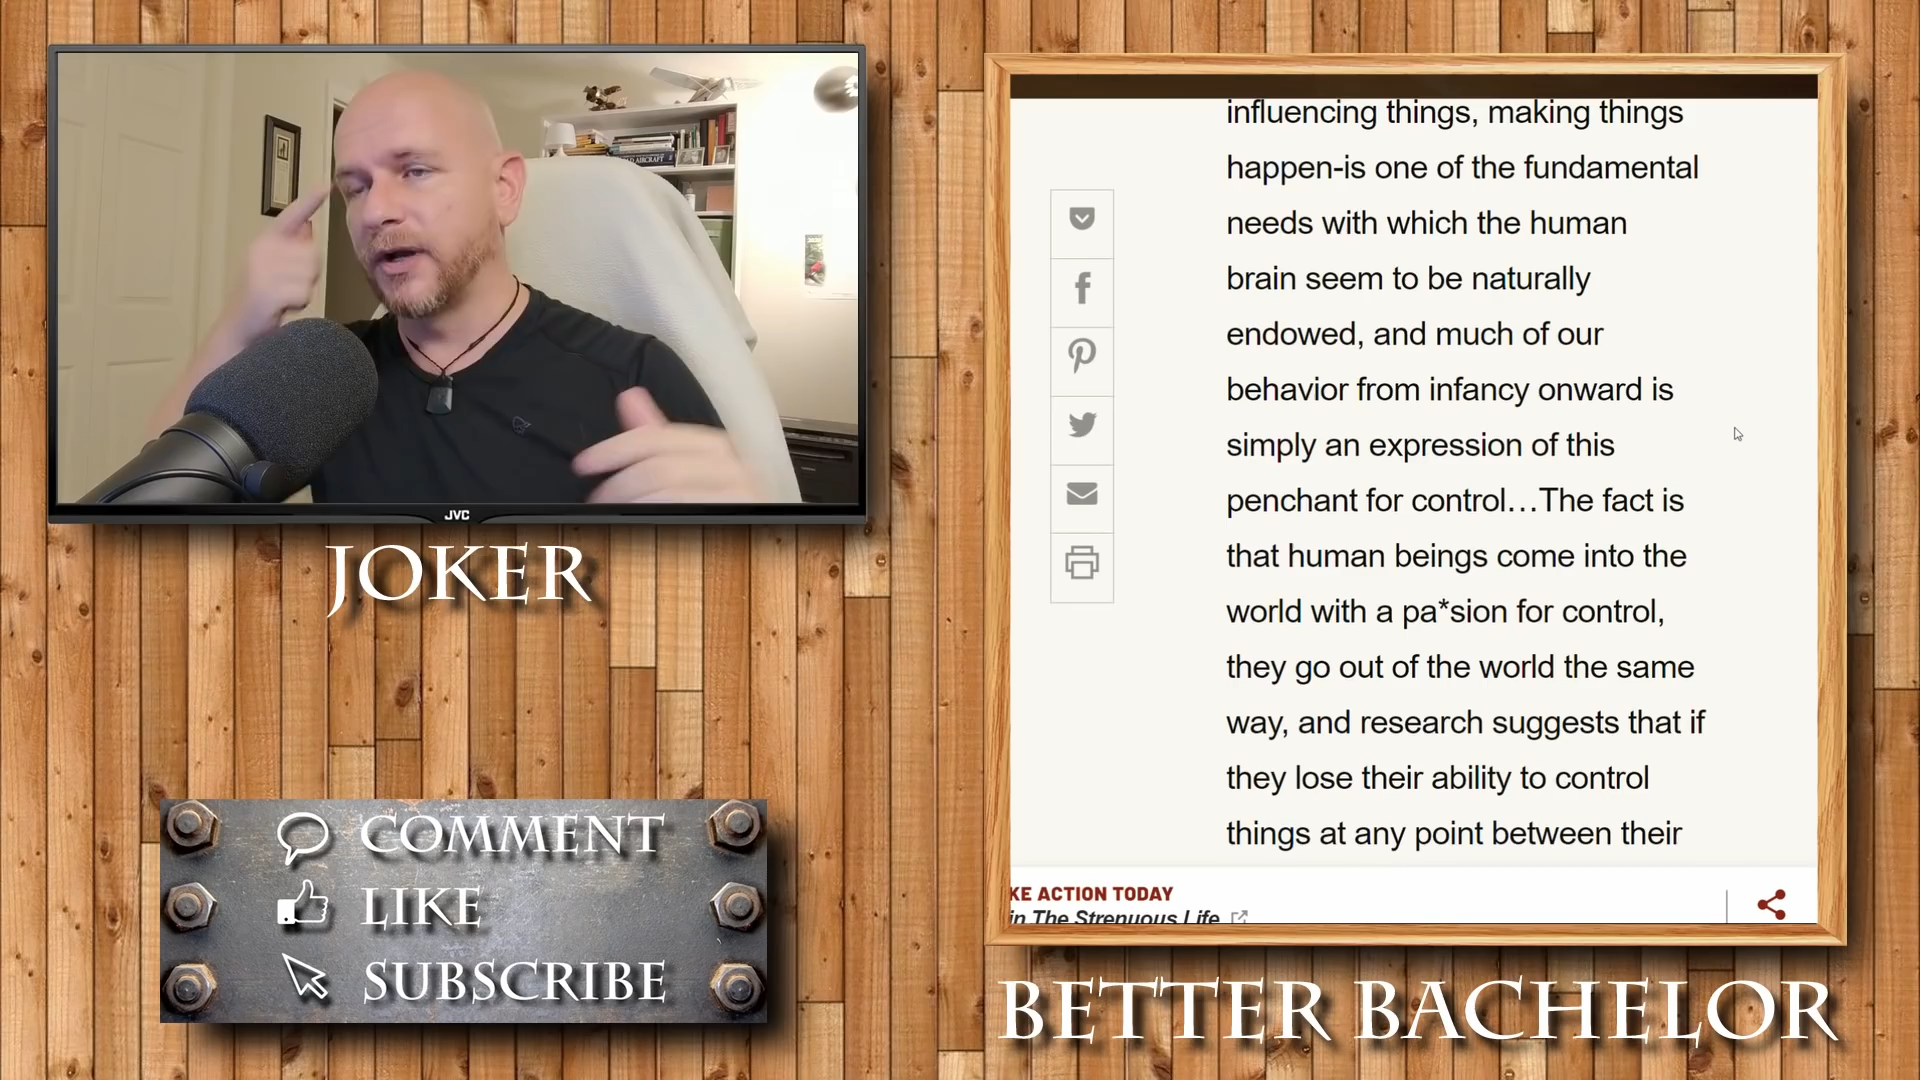 JVC
JOKER
COMMENT
LIKE
SUBSCRIBE
influencing things, making things
happen-is one of the fundamental
needs with which the human
brain seem to be naturally
endowed, and much of our
behavior from infancy onward is
simply an expression of this
penchant for control…The fact is
that human beings come into the
world with a pa*sion for control,
they go out of the world the same
way, and research suggests that if
they lose their ability to control
things at any point between their
KE ACTION TODAY
in The Strenuous Life
BETTER BACHELOR